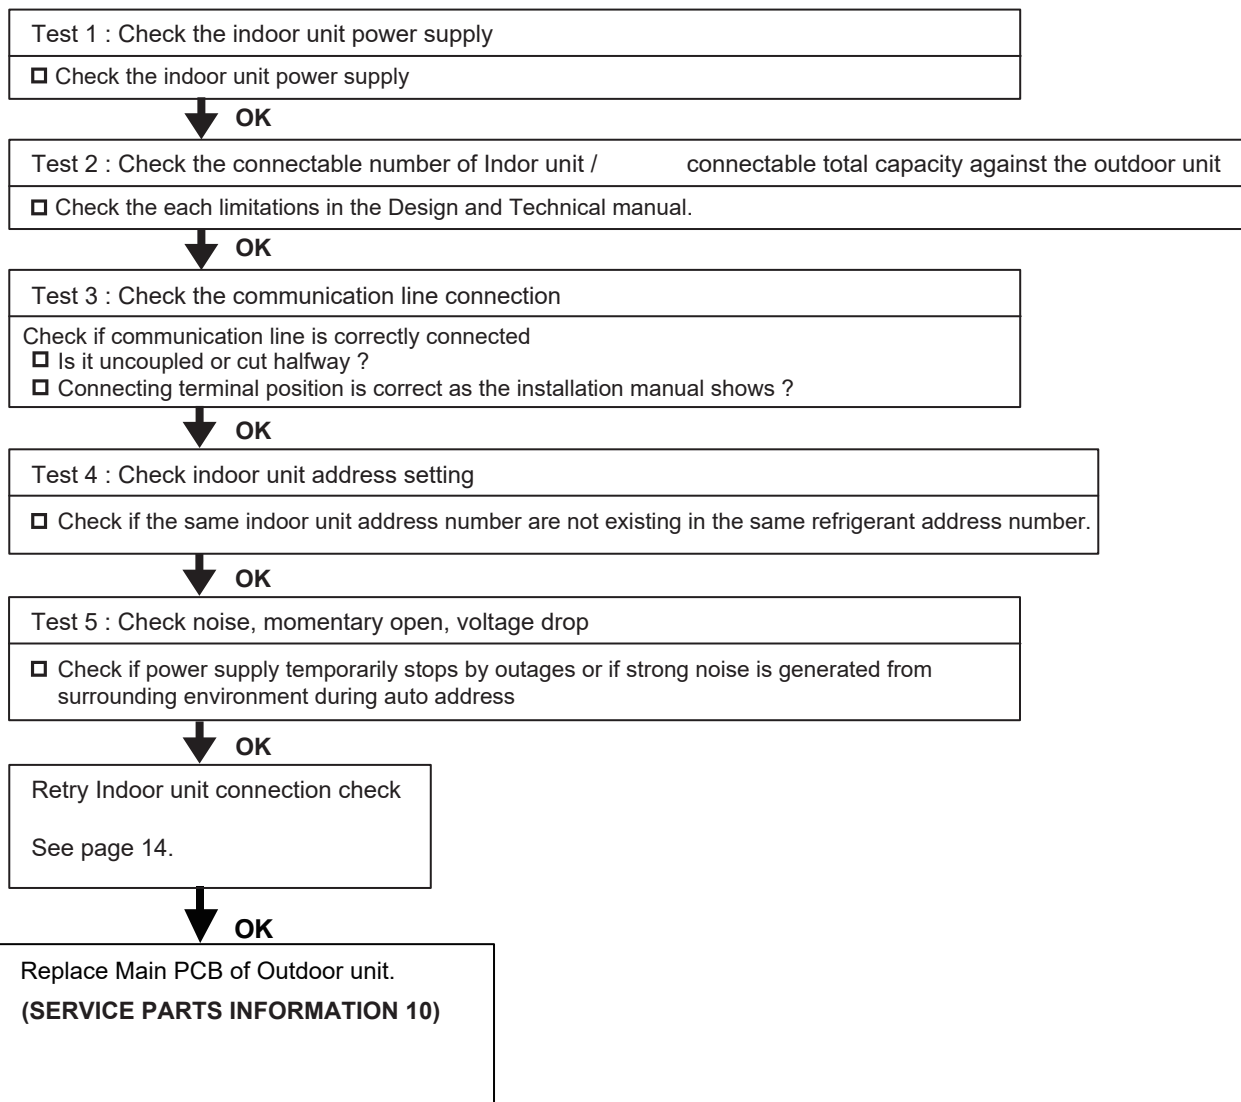 Test 1 : Check the indoor unit power supply
Check the indoor unit power supply
OK
Test 2 : Check the connectable number of Indor unit / connectable total capacity against the outdoor unit
Check the each limitations in the Design and Technical manual.
OK
Test 3 : Check the communication line connection
Check if communication line is correctly connected
Is it uncoupled or cut halfway ?
Connecting terminal position is correct as the installation manual shows ?
OK
Test 4 : Check indoor unit address setting
Check if the same indoor unit address number are not existing in the same refrigerant address number.
OK
Test 5 : Check noise, momentary open, voltage drop
Check if power supply temporarily stops by outages or if strong noise is generated from
surrounding environment during auto address
OK
Retry Indoor unit connection check
See page 14.
OK
Replace Main PCB of Outdoor unit.
(SERVICE PARTS INFORMATION 10)